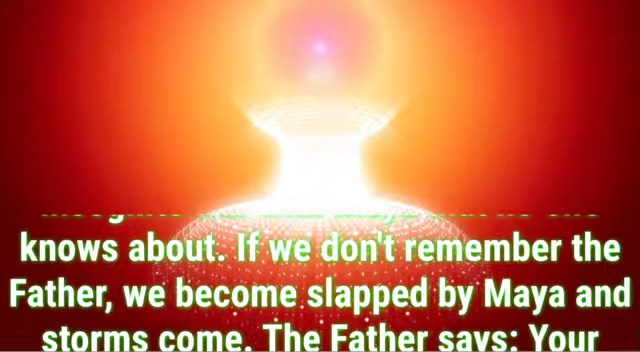 knows about. If we don't remember the
Father, we become slapped by Maya and
storms come. The Father says: Your